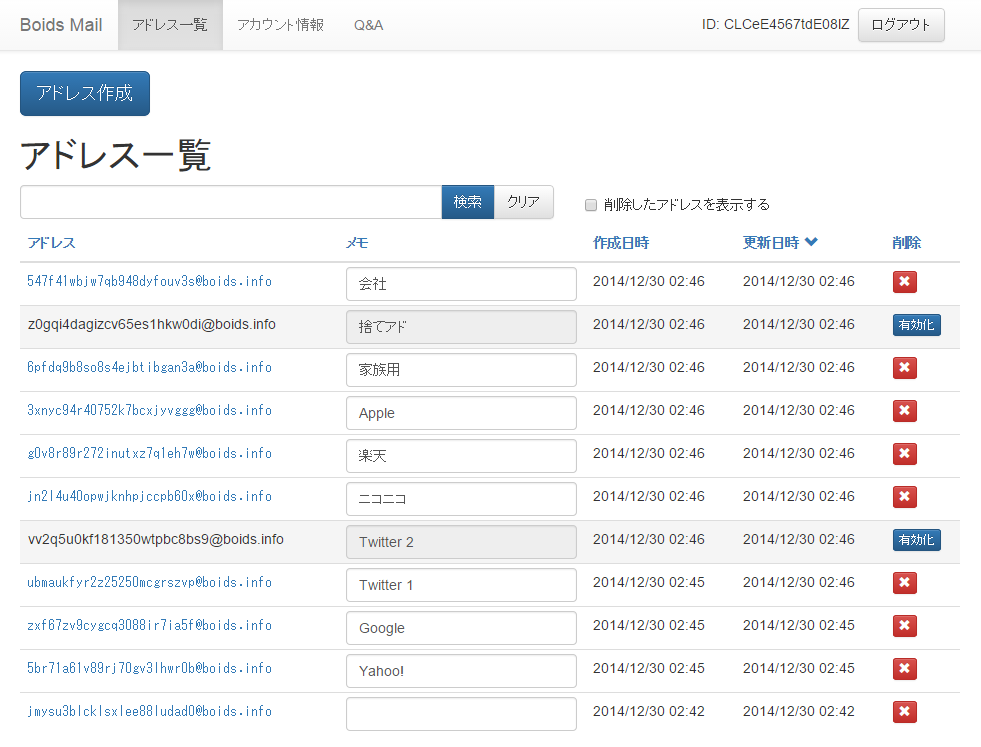 Boids Mail アドレス一覧 アカウント情報 Q&A ID: CLCeE4567tdE08IZ ログアウト
アドレス作成
アドレス一覧
検索 クリア 削除したアドレスを表示する
アドレス メモ 作成日時 更新日時 削除
547f41wbjw7qb948dyfouv3s@boids.info 会社 2014/12/30 02:46 2014/12/30 02:46
z0gqi4dagizcv65es1hkw0di@boids.info 捨てアド 2014/12/30 02:46 2014/12/30 02:46 有効化
6pfdq9b8so8s4ejbtibgan3a@boids.info 家族用 2014/12/30 02:46 2014/12/30 02:46
3xnyc94r40752k7bcxjyvggg@boids.info Apple 2014/12/30 02:46 2014/12/30 02:46
g0v8r89r272inutxz7q1eh7w@boids.info 楽天 2014/12/30 02:46 2014/12/30 02:46
jn2l4u40opwjknhpjccpb60x@boids.info ニコニコ 2014/12/30 02:46 2014/12/30 02:46
vv2q5u0kf181350wtpbc8bs9@boids.info Twitter 2 2014/12/30 02:46 2014/12/30 02:46 有効化
ubmaukfyr2z25250mcgrszvp@boids.info Twitter 1 2014/12/30 02:45 2014/12/30 02:46
zxf67zv9cygcq3088ir7ia5f@boids.info Google 2014/12/30 02:45 2014/12/30 02:45
5br71a61v89rj70gv3lhwr0b@boids.info Yahoo! 2014/12/30 02:45 2014/12/30 02:45
jmysu3blcklsxlee88ludad0@boids.info 2014/12/30 02:42 2014/12/30 02:42